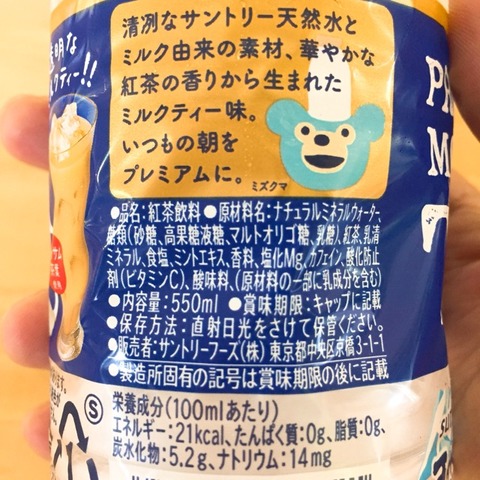 清冽なサントリー天然水と
ミルク由来の素材、華やかな
紅茶の香りから生まれた
ミルクティー味。
いつもの朝を
プレミアムに。
ミズクマ
●品名:紅茶飲料●原材料名:ナチュラルミネラルウォーター、
糖類(砂糖、高果糖液糖、マルトオリゴ糖、乳糖)、紅茶、乳清
ミネラル、食塩、ミントエキス、香料、塩化Mg、カフェイン、酸化防止
剤(ビタミンC)、酸味料、(原材料の一部に乳成分を含む)
●内容量:550ml ●賞味期限:キャップに記載
●保存方法:直射日光をさけて保管ください。
●販売者:サントリーフーズ(株) 東京都中央区京橋3-1-1
●製造所固有の記号は賞味期限の後に記載
栄養成分(100mlあたり)
エネルギー:21kcal、たんぱく質:0g、脂質:0g、
炭水化物:5.2g、ナトリウム:14mg